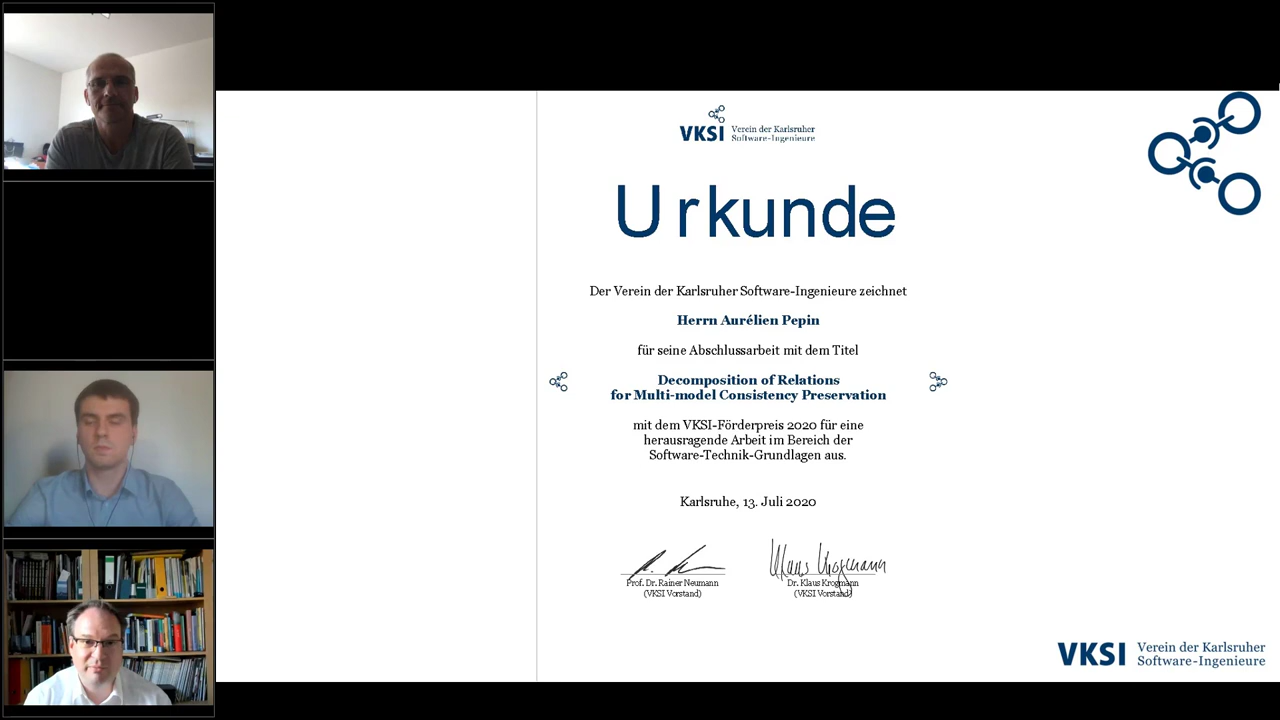 VKSI Verein der Karlsruher
Software-Ingenieure
Urkunde
Der Verein der Karlsruher Software-Ingenieure zeichnet
Herrn Aurélien Pepin
für seine Abschlussarbeit mit dem Titel
Decomposition of Relations
for Multi-model Consistency Preservation
mit dem VKSI-Förderpreis 2020 für eine
herausragende Arbeit im Bereich der
Software-Technik-Grundlagen aus.
Karlsruhe, 13. Juli 2020
Klaus Krogmann
Prof. Dr. Rainer Neumann
(VKSI Vorstand)
Dr. Klaus Krogmann
(VKSI Vorstand)
VKSI Verein der Karlsruher
Software-Ingenieure